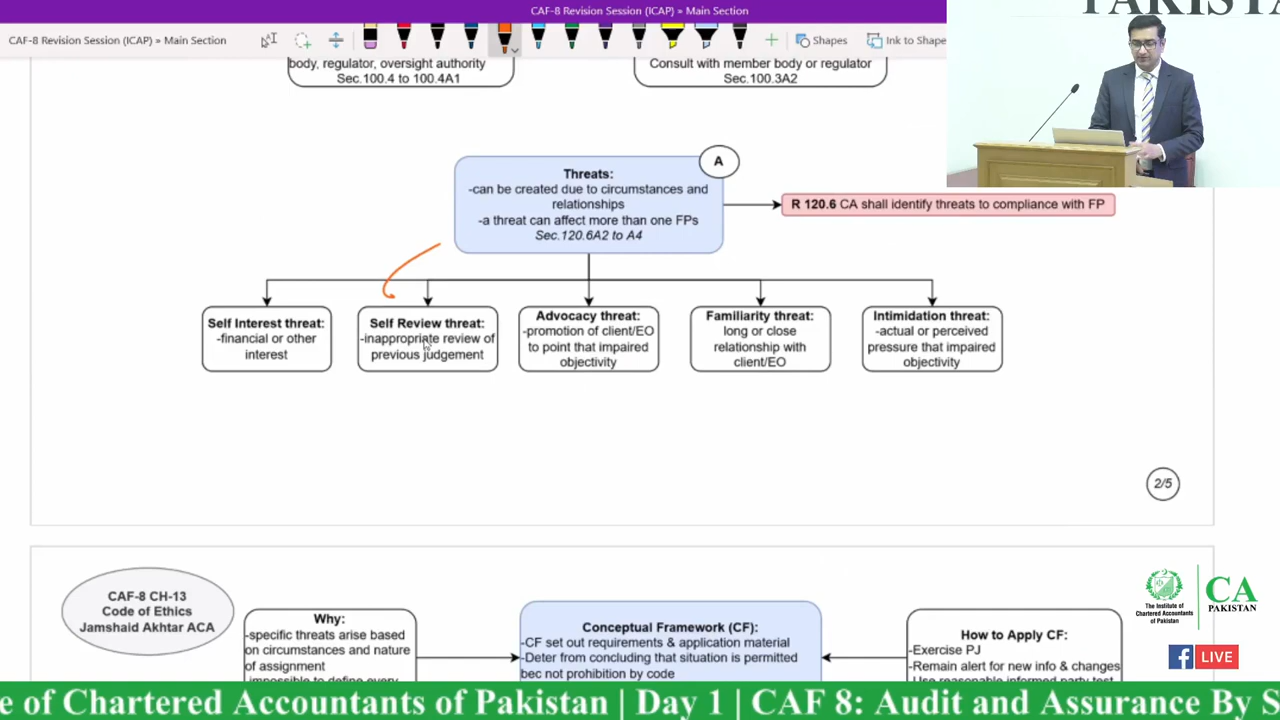 CAF-8 Revision Session (ICAP) » Main Section
PAKISTAN
CAF-8 Revision Session (ICAP) » Main Section
Shapes
Ink to Shape
body, regulator, oversight authority
Sec.100.4 to 100.4A1
Consult with member body or regulator
Sec.100.3A2
Threats:
-can be created due to circumstances and
relationships
-a threat can affect more than one FPs
Sec.120.6A2 to A4
A
R 120.6 CA shall identify threats to compliance with FP
Self Interest threat:
-financial or other
interest
Self Review threat:
-inappropriate review of
previous judgement
Advocacy threat:
-promotion of client/EO
to point that impaired
objectivity
Familiarity threat:
long or close
relationship with
client/EO
Intimidation threat:
-actual or perceived
pressure that impaired
objectivity
2/5
CAF-8 CH-13
Code of Ethics
Jamshaid Akhtar ACA
Why:
-specific threats arise based
on circumstances and nature
of assignment
impossible to define every
Conceptual Framework (CF):
-CF set out requirements & application material
-Deter from concluding that situation is permitted
bec not prohibition by code
How to Apply CF:
-Exercise PJ
-Remain alert for new info & changes
-Use reasonable informed party test
The Institute of
Chartered Accountants
of Pakistan
CA
PAKISTAN
f LIVE
e of Chartered Accountants of Pakistan | Day 1 | CAF 8: Audit and Assurance By S